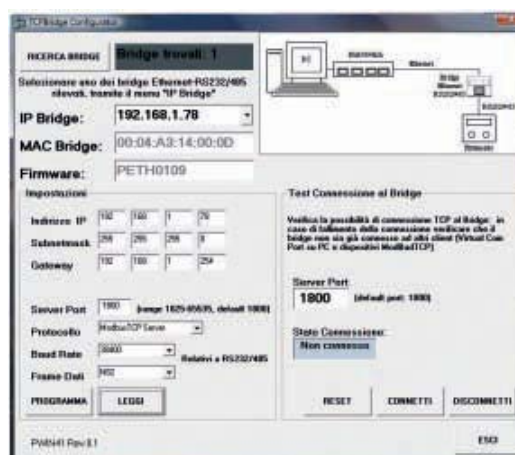 TCPBridge Configurator
RICERCA BRIDGE
Bridge trovati: 1
Selezionare uno dei bridge Ethernet-RS232/485
rilevati, tramite il menu "IP Bridge"
IP Bridge:
192.168.1.78
MAC Bridge:
00:04:A3:14:00:0D
Firmware:
PETH0109
Ethernet
Bridge
Ethernet
Impostazioni
Indirizzo IP
192
168
1
78
Subnetmask
255
255
255
0
Gateway
192
168
1
Server Port
1800
(range 1025-65535, default 1800)
Protocollo
ModbusTCP Server
Baud Rate
38400
Relativi a RS232/485
Frame Dati
PROGRAMMA
LEGGI
Test Connessione al Bridge
Verifica la possibilità di connessione TCP al Bridge: in
caso di fallimento della connessione verificare che il
bridge non sia già connesso ad altri client (Virtual Com
Port su PC e dispositivi ModBusTCP)
Server Port
1800
(default port: 1800)
Stato Connessione:
Non connesso
RESET
CONNETTI
DISCONNETTI
ESCI